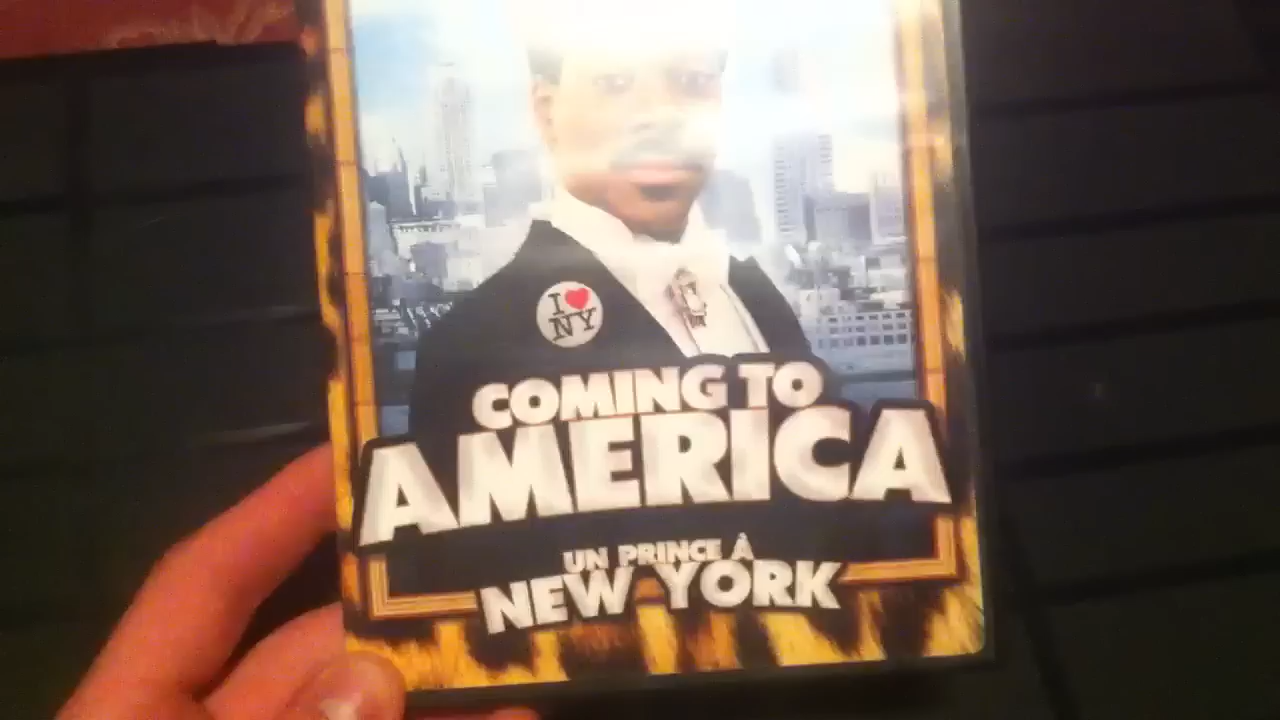 I ♥
NY
COMING TO
AMERICA
UN PRINCE À
NEW YORK